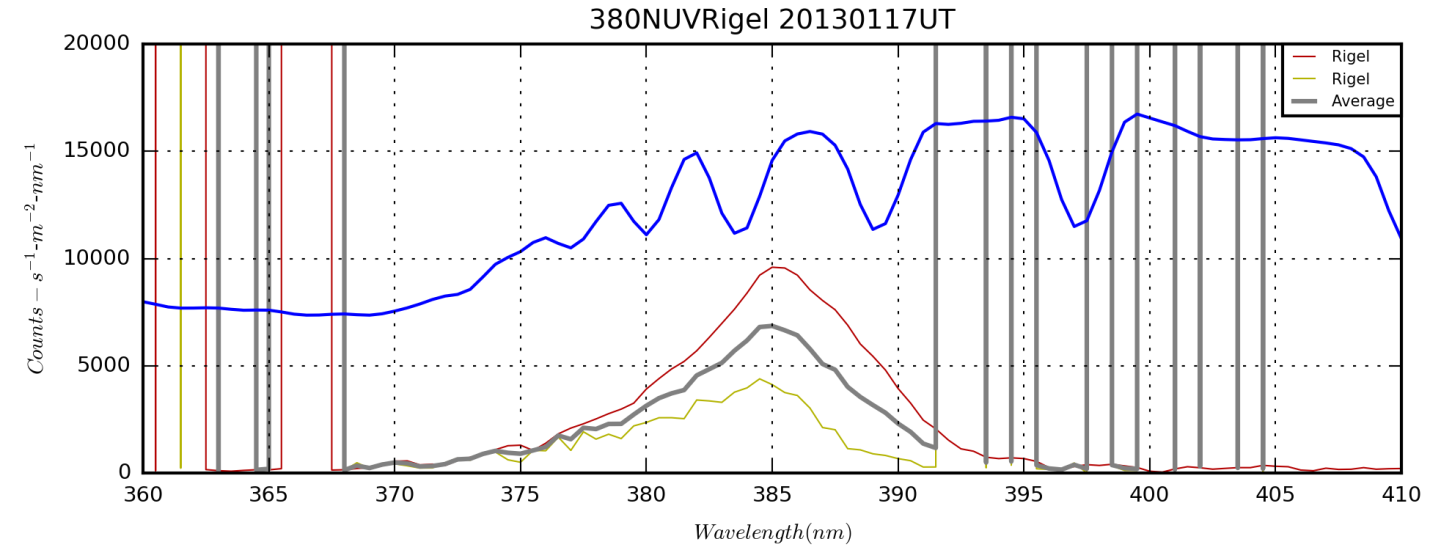 380NUVRigel 20130117UT
20000
15000
10000
5000
0
Counts − s⁻¹-m⁻²-nm⁻¹
Rigel
Rigel
Average
360 365 370 375 380 385 390 395 400 405 410
Wavelength(nm)